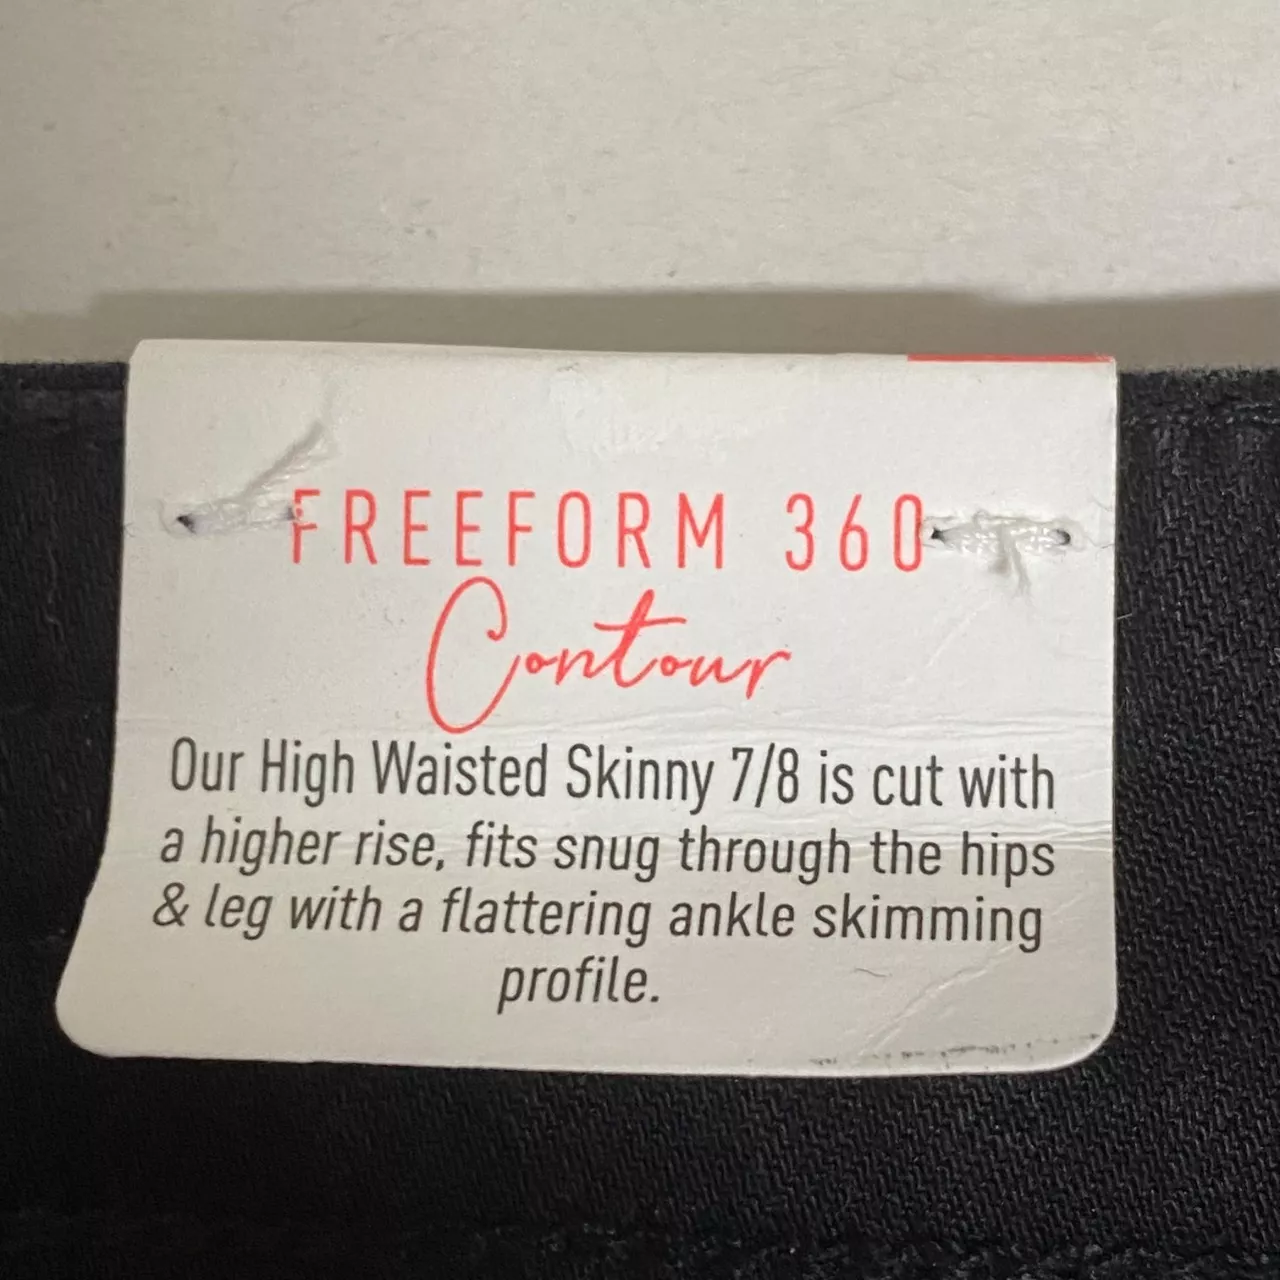 FREEFORM 360
Contour
Our High Waisted Skinny 7/8 is cut with
a higher rise, fits snug through the hips
& leg with a flattering ankle skimming
profile.